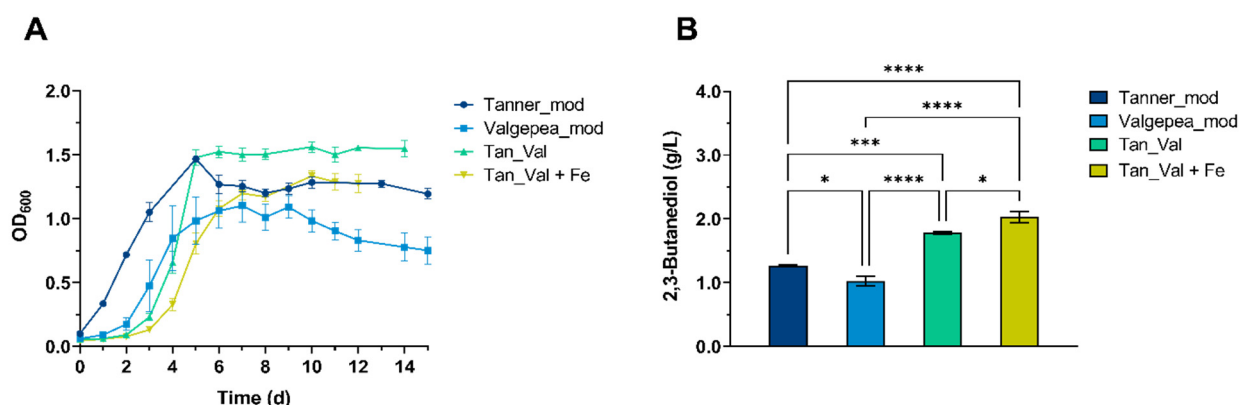 A
2.0
1.5
1.0
0.5
0.0
OD600
0 2 4 6 8 10 12 14
Time (d)
Tanner_mod
Valgepea_mod
Tan_Val
Tan_Val + Fe
B
4.0
3.0
2.0
1.0
0.0
2,3-Butanediol (g/L)
****
****
***
* **** *
Tanner_mod
Valgepea_mod
Tan_Val
Tan_Val + Fe